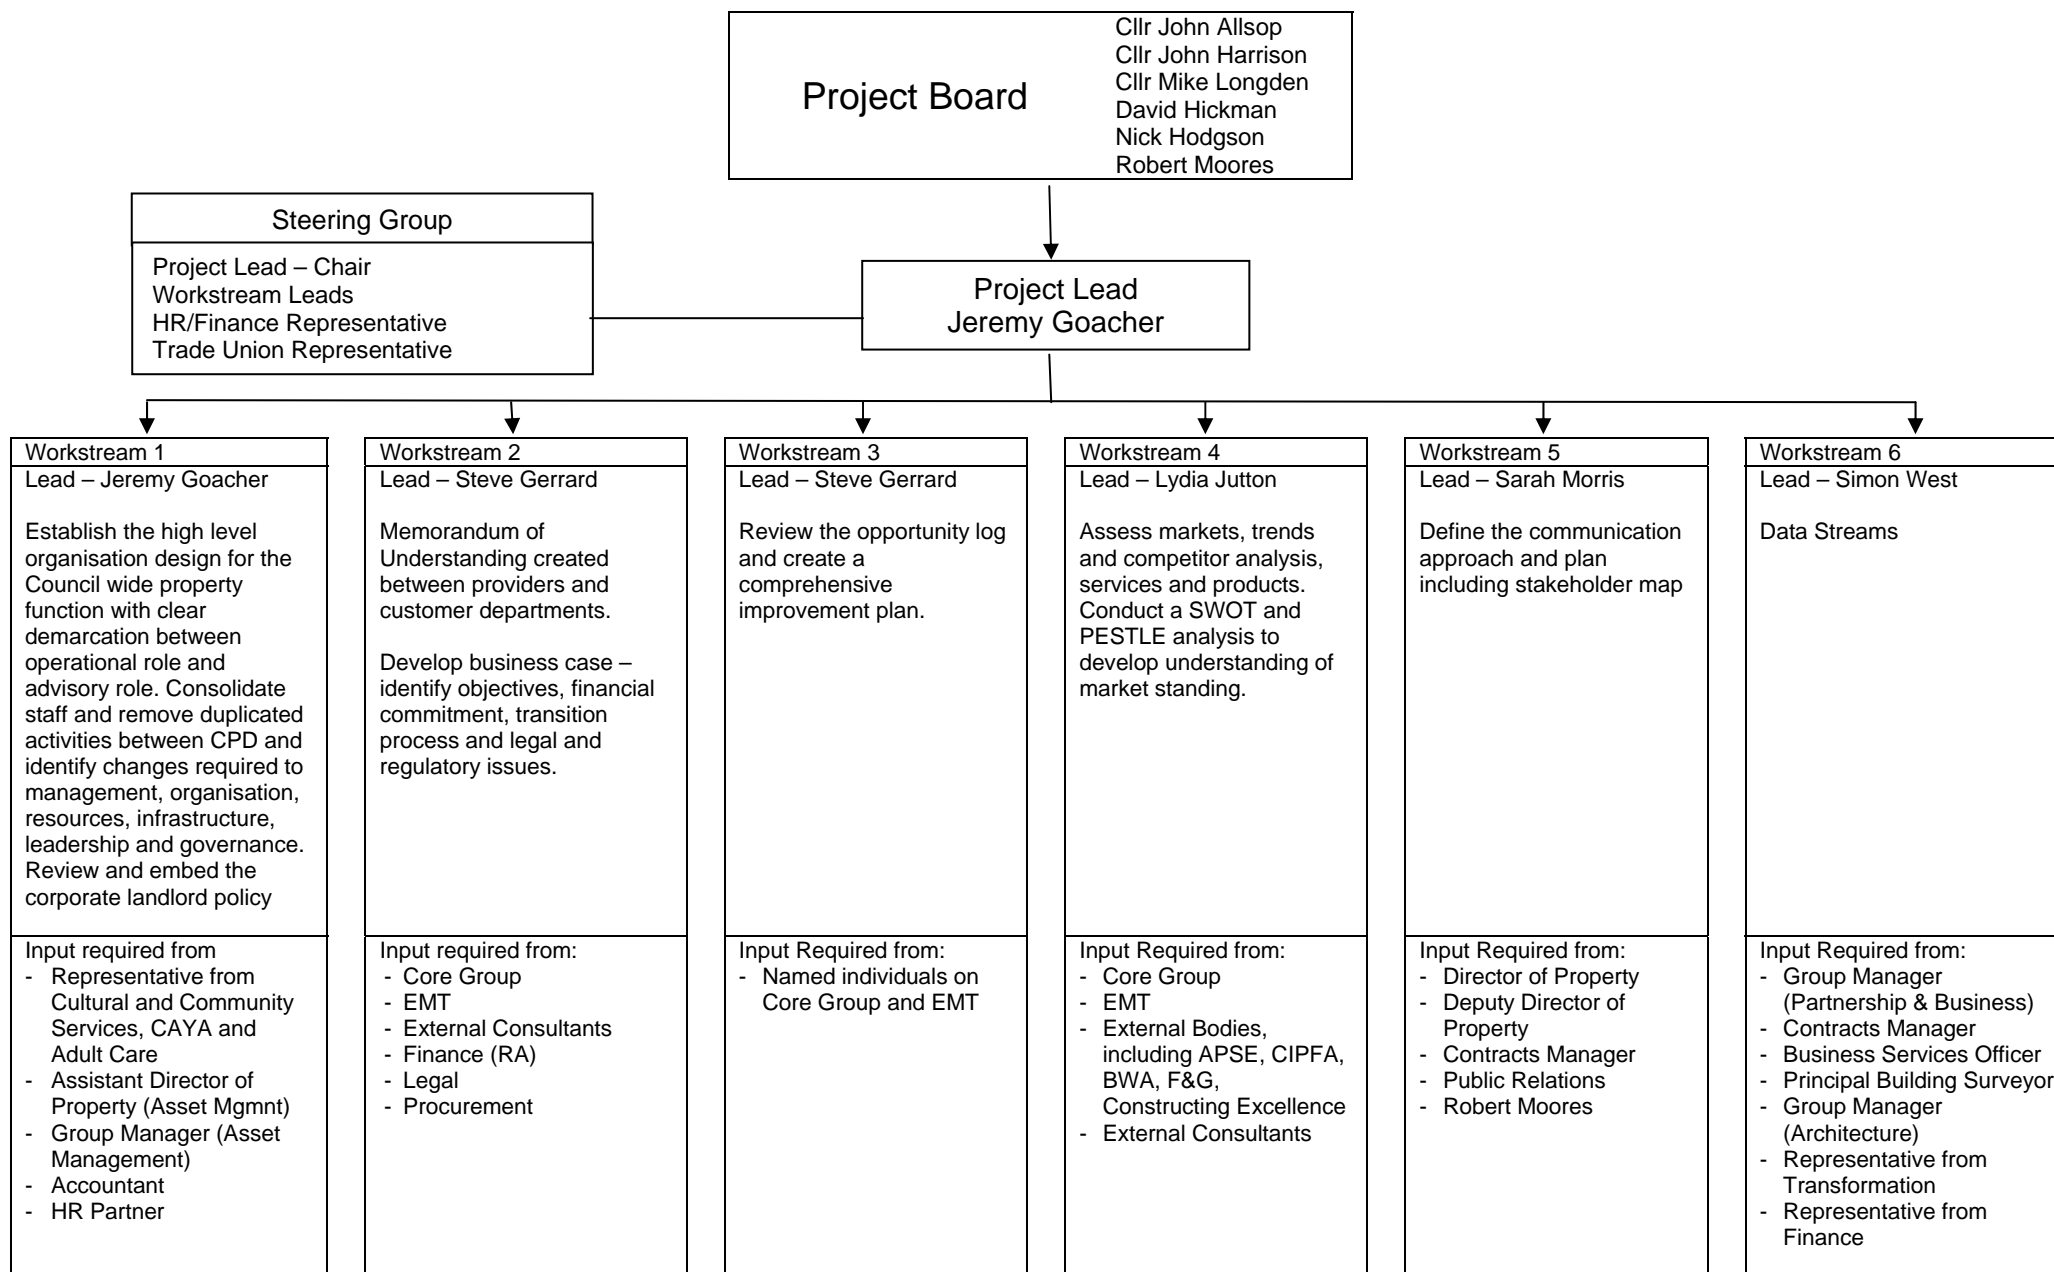 Project Board
Cllr John Allsop
Cllr John Harrison
Cllr Mike Longden
David Hickman
Nick Hodgson
Robert Moores
Steering Group
Project Lead – Chair
Workstream Leads
HR/Finance Representative
Trade Union Representative
Project Lead
Jeremy Goacher
Workstream 1
Lead – Jeremy Goacher
Establish the high level
organisation design for the
Council wide property
function with clear
demarcation between
operational role and
advisory role. Consolidate
staff and remove duplicated
activities between CPD and
identify changes required to
management, organisation,
resources, infrastructure,
leadership and governance.
Review and embed the
corporate landlord policy
Input required from
- Representative from
Cultural and Community
Services, CAYA and
Adult Care
- Assistant Director of
Property (Asset Mgmnt)
- Group Manager (Asset
Management)
- Accountant
- HR Partner
Workstream 2
Lead – Steve Gerrard
Memorandum of
Understanding created
between providers and
customer departments.
Develop business case –
identify objectives, financial
commitment, transition
process and legal and
regulatory issues.
Input required from:
- Core Group
- EMT
- External Consultants
- Finance (RA)
- Legal
- Procurement
Workstream 3
Lead – Steve Gerrard
Review the opportunity log
and create a
comprehensive
improvement plan.
Input Required from:
- Named individuals on
Core Group and EMT
Workstream 4
Lead – Lydia Jutton
Assess markets, trends
and competitor analysis,
services and products.
Conduct a SWOT and
PESTLE analysis to
develop understanding of
market standing.
Input Required from:
- Core Group
- EMT
- External Bodies,
including APSE, CIPFA,
BWA, F&G,
Constructing Excellence
- External Consultants
Workstream 5
Lead – Sarah Morris
Define the communication
approach and plan
including stakeholder map
Input Required from:
- Director of Property
- Deputy Director of
Property
- Contracts Manager
- Public Relations
- Robert Moores
Workstream 6
Lead – Simon West
Data Streams
Input Required from:
- Group Manager
(Partnership & Business)
- Contracts Manager
- Business Services Officer
- Principal Building Surveyor
- Group Manager
(Architecture)
- Representative from
Transformation
- Representative from
Finance